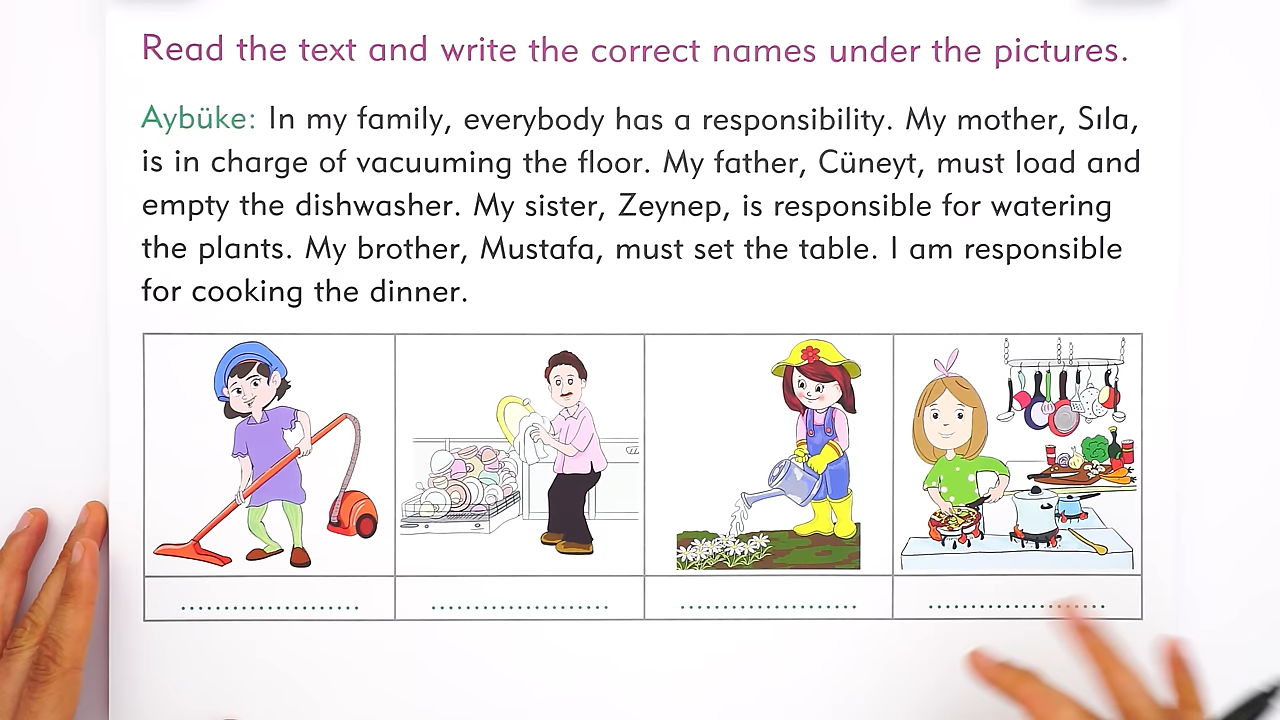 Read the text and write the correct names under the pictures.
Aybüke: In my family, everybody has a responsibility. My mother, Sıla,
is in charge of vacuuming the floor. My father, Cüneyt, must load and
empty the dishwasher. My sister, Zeynep, is responsible for watering
the plants. My brother, Mustafa, must set the table. I am responsible
for cooking the dinner.